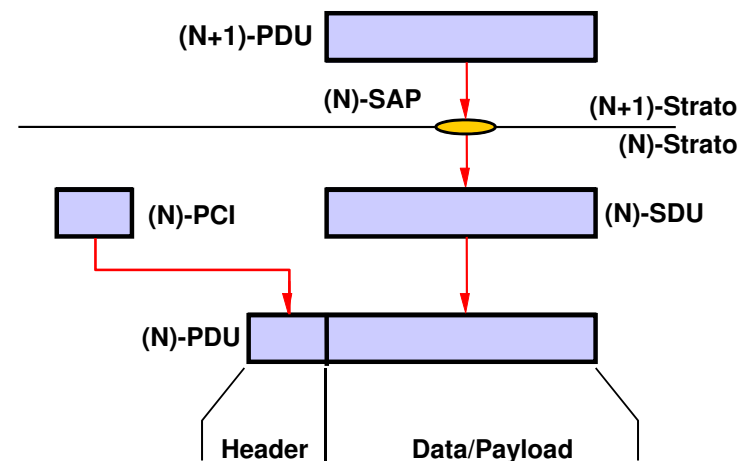 (N+1)-PDU
(N)-SAP
(N+1)-Strato
(N)-Strato
(N)-PCI
(N)-SDU
(N)-PDU
Header
Data/Payload